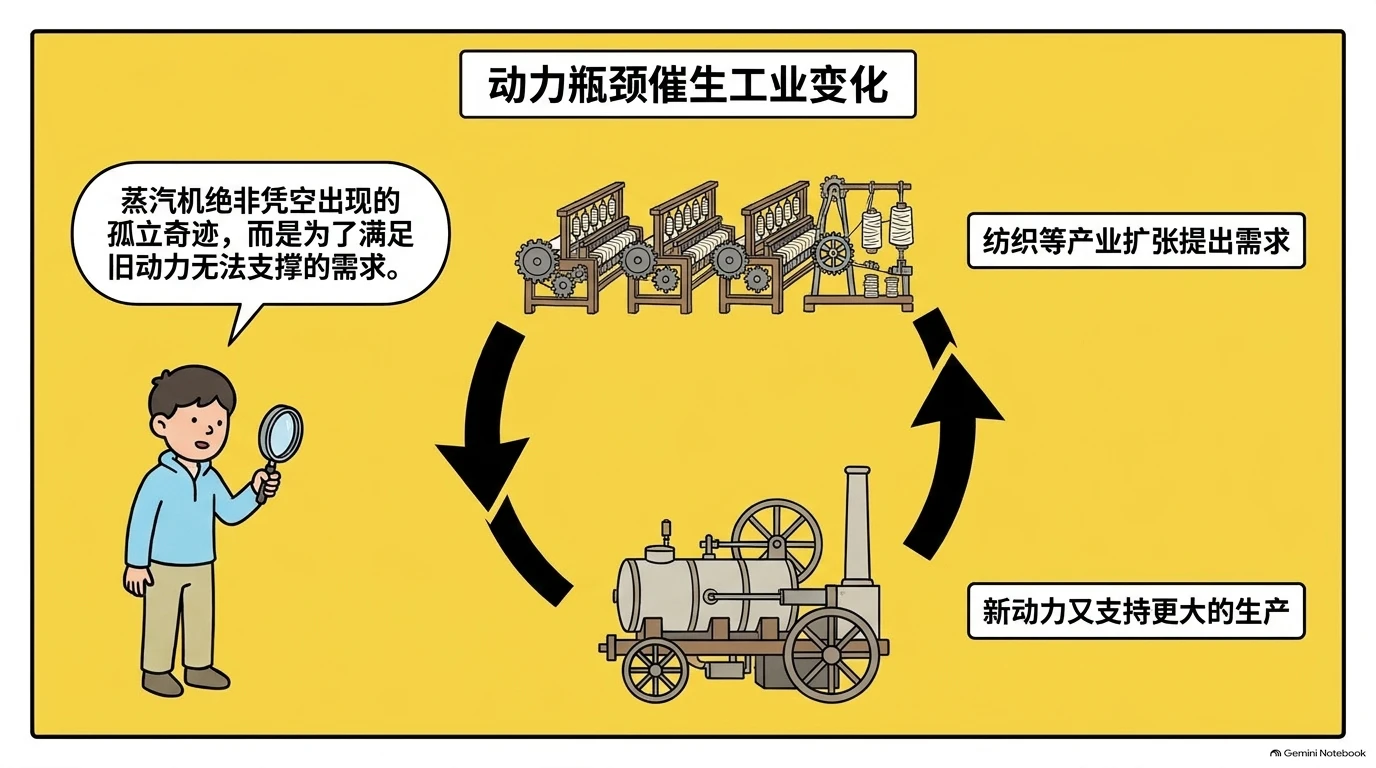 动力瓶颈催生工业变化
蒸汽机绝非凭空出现的
孤立奇迹，而是为了满足
旧动力无法支撑的需求。
纺织等产业扩张提出需求
新动力又支持更大的生产
Gemini Notebook